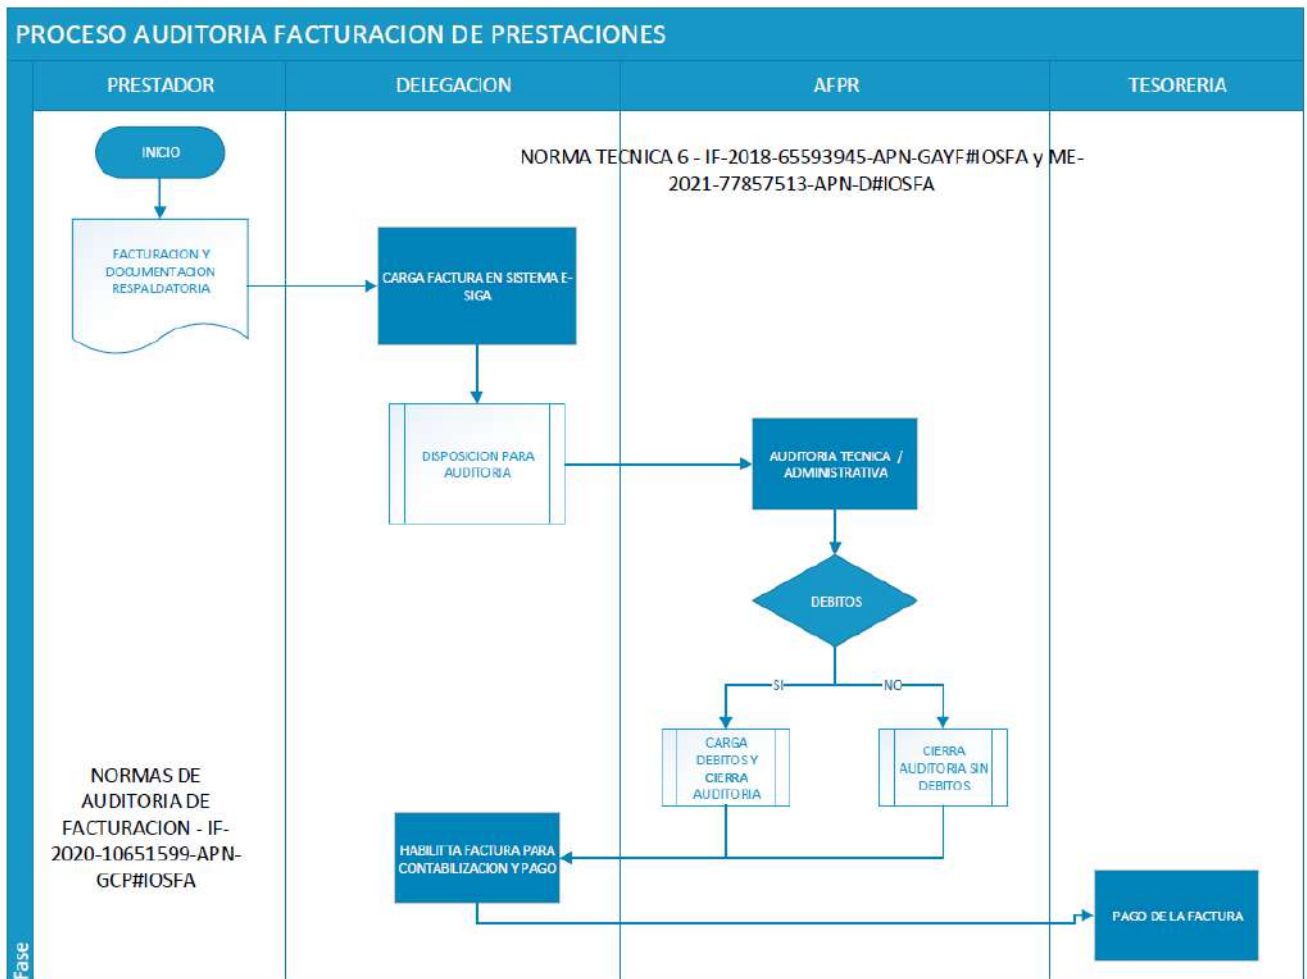 PROCESO AUDITORIA FACTURACION DE PRESTACIONES
PRESTADOR
DELEGACION
AFPR
TESORERIA
INICIO
NORMA TECNICA 6 - IF-2018-65593945-APN-GAYF#IOSFA y ME-
2021-77857513-APN-D#IOSFA
FACTURACION Y
DOCUMENTACION
RESPALDATORIA
CARGA FACTURA EN SISTEMA E-
SIGA
DISPOSICION PARA
AUDITORIA
AUDITORIA TECNICA /
ADMINISTRATIVA
DEBITOS
SI
NO
CARGA
DEBITOS Y
CIERRA
AUDITORIA
CIERRA
AUDITORIA SIN
DEBITOS
NORMAS DE
AUDITORIA DE
FACTURACION - IF-
2020-10651599-APN-
GCP#IOSFA
HABILITTA FACTURA PARA
CONTABILIZACION Y PAGO
PAGO DE LA FACTURA
Fase